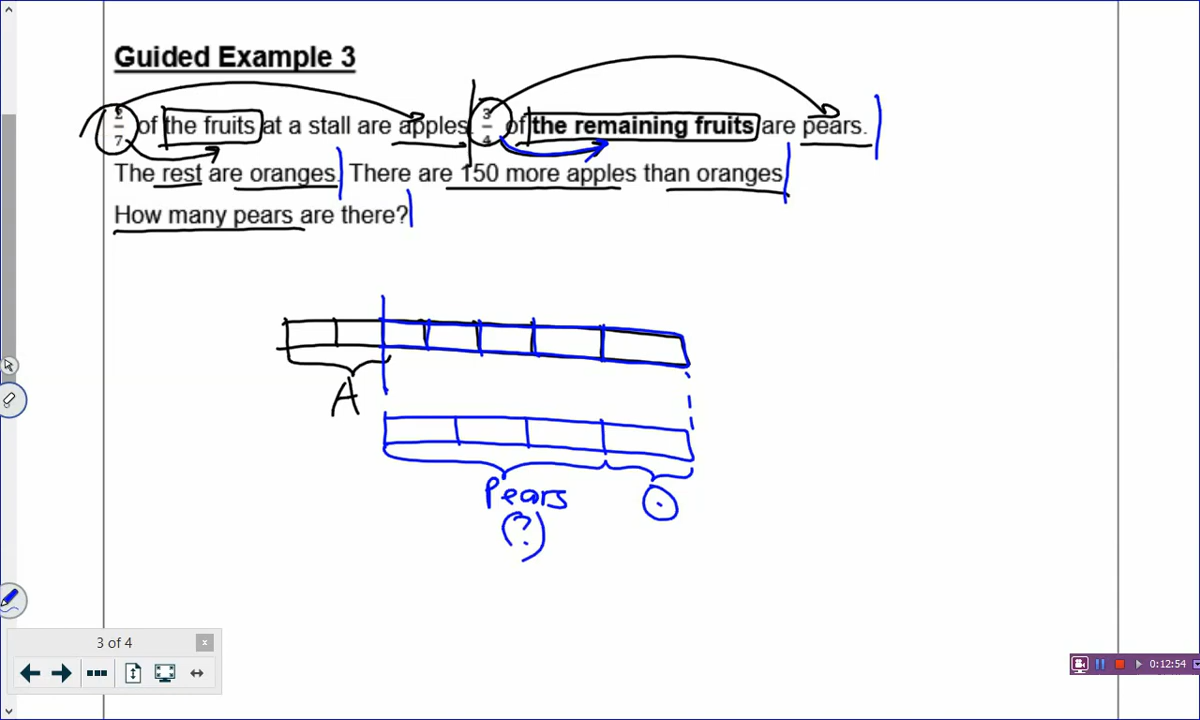 Guided Example 3
2/7 of the fruits at a stall are apples. 3/4 of the remaining fruits are pears.
The rest are oranges. There are 150 more apples than oranges
How many pears are there?
A
Pears
(?)
O
3 of 4
0:12:54